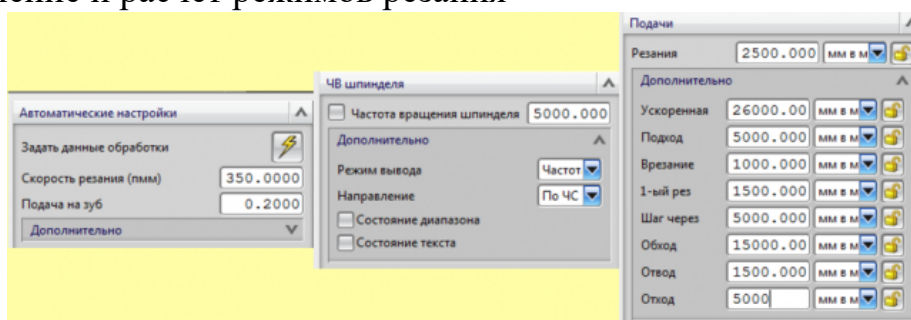 и расчет режимов резания
Автоматические настройки
Задать данные обработки
Скорость резания (пмм) 350.0000
Подача на зуб 0.2000
Дополнительно
ЧВ шпинделя
Частота вращения шпинделя 5000.000
Дополнительно
Режим вывода Частот
Направление По ЧС
Состояние диапазона
Состояние текста
Подачи
Резания 2500.000 мм в м
Дополнительно
Ускоренная 26000.00 мм в м
Подход 5000.000 мм в м
Врезание 1000.000 мм в м
1-ый рез 1500.000 мм в м
Шаг через 5000.000 мм в м
Обход 15000.00 мм в м
Отвод 1500.000 мм в м
Отход 5000 мм в м